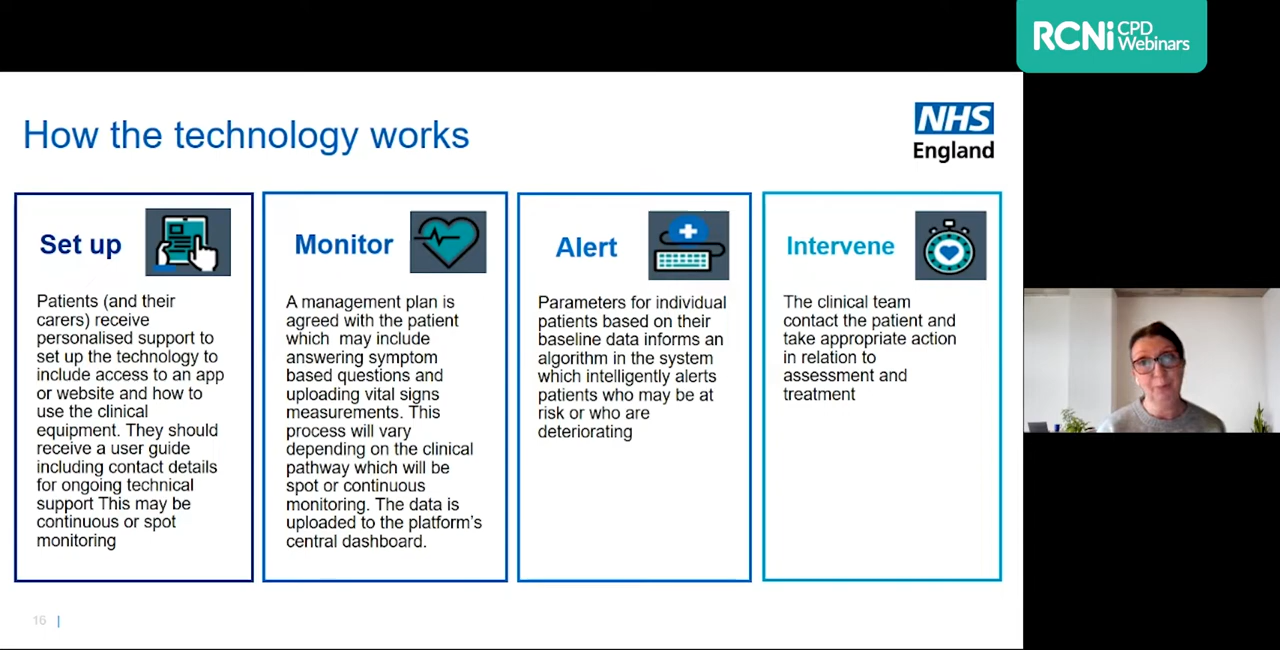 RCNi CPD
Webinars
How the technology works
NHS
England
Set up
Patients (and their
carers) receive
personalised support to
set up the technology to
include access to an app
or website and how to
use the clinical
equipment. They should
receive a user guide
including contact details
for ongoing technical
support This may be
continuous or spot
monitoring
Monitor
A management plan is
agreed with the patient
which may include
answering symptom
based questions and
uploading vital signs
measurements. This
process will vary
depending on the clinical
pathway which will be
spot or continuous
monitoring. The data is
uploaded to the platform's
central dashboard.
Alert
Parameters for individual
patients based on their
baseline data informs an
algorithm in the system
which intelligently alerts
patients who may be at
risk or who are
deteriorating
Intervene
The clinical team
contact the patient and
take appropriate action
in relation to
assessment and
treatment
16 |